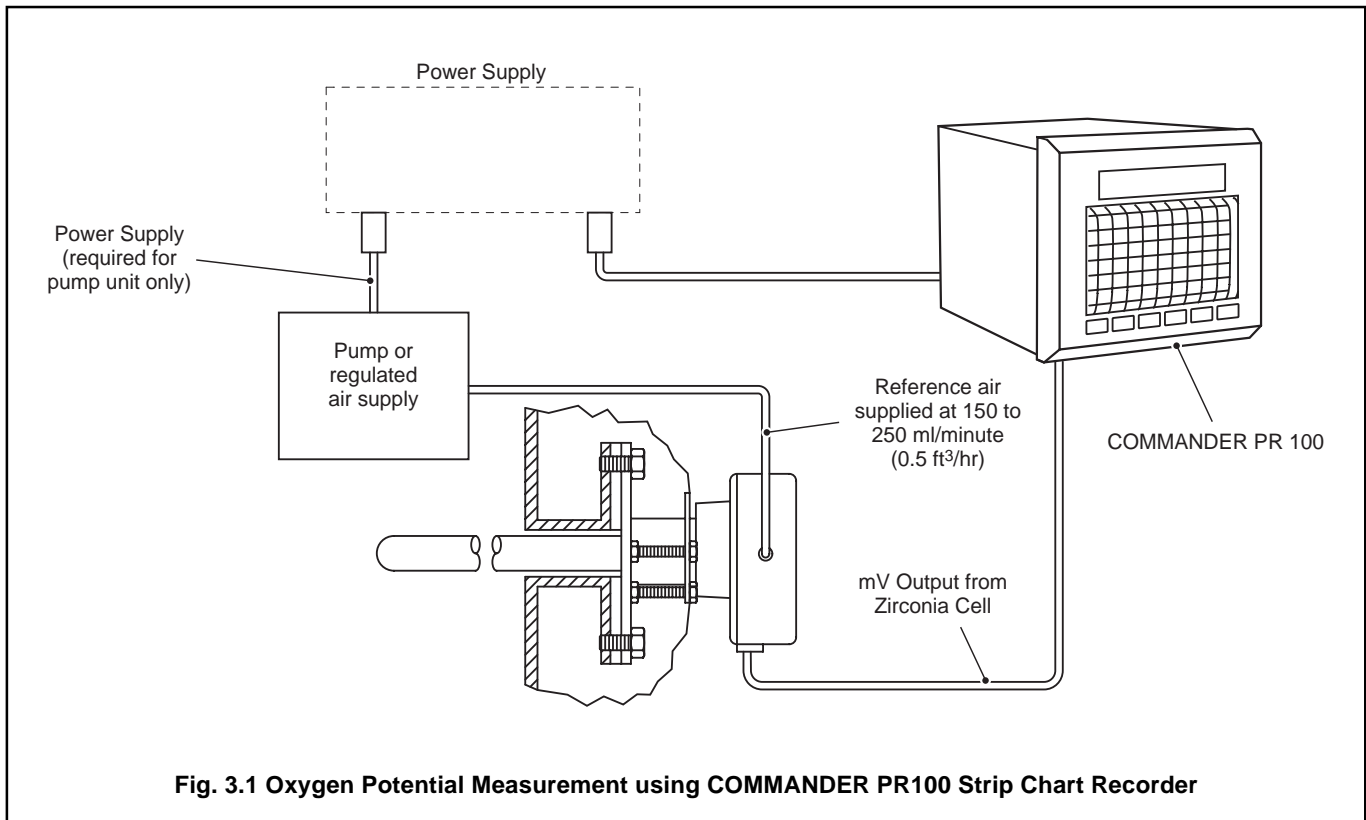 Power Supply
Power Supply
(required for
pump unit only)
Pump or
regulated
air supply
Reference air
supplied at 150 to
250 ml/minute
(0.5 ft³/hr)
COMMANDER PR 100
mV Output from
Zirconia Cell
Fig. 3.1 Oxygen Potential Measurement using COMMANDER PR100 Strip Chart Recorder